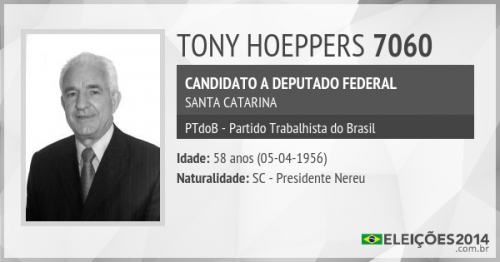 TONY HOEPPERS 7060
CANDIDATO A DEPUTADO FEDERAL
SANTA CATARINA
PTdoB - Partido Trabalhista do Brasil
Idade: 58 anos (05-04-1956)
Naturalidade: SC - Presidente Nereu
ELEIÇÕES2014
.com.br